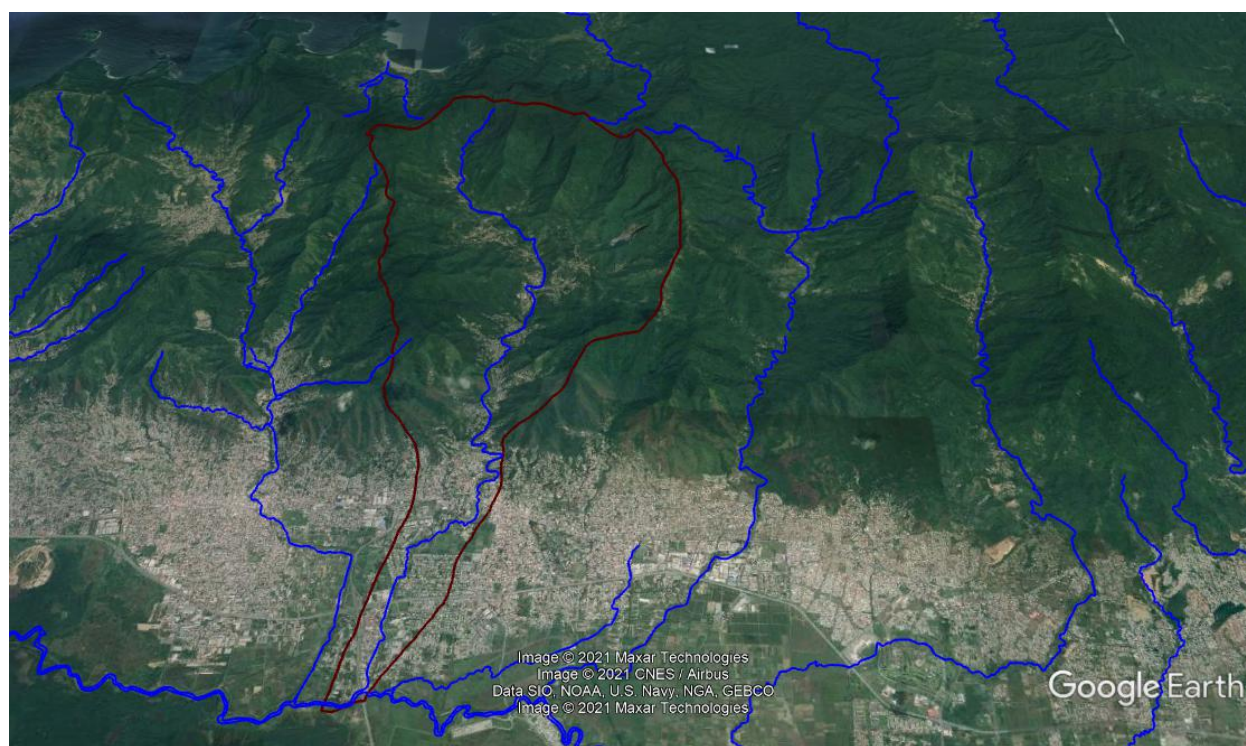 Image © 2021 Maxar Technologies
Image © 2021 CNES / Airbus
Data SIO, NOAA, U.S. Navy, NGA, GEBCO
Image © 2021 Maxar Technologies
Google Earth